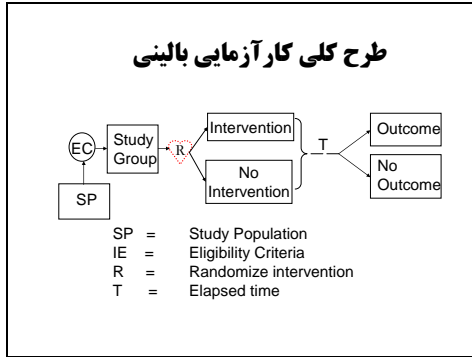 طرح کلی کارآزمایی بالینی
EC
Study
Group
R
Intervention
No
Intervention
T
Outcome
No
Outcome
SP
SP = Study Population
IE = Eligibility Criteria
R = Randomize intervention
T = Elapsed time